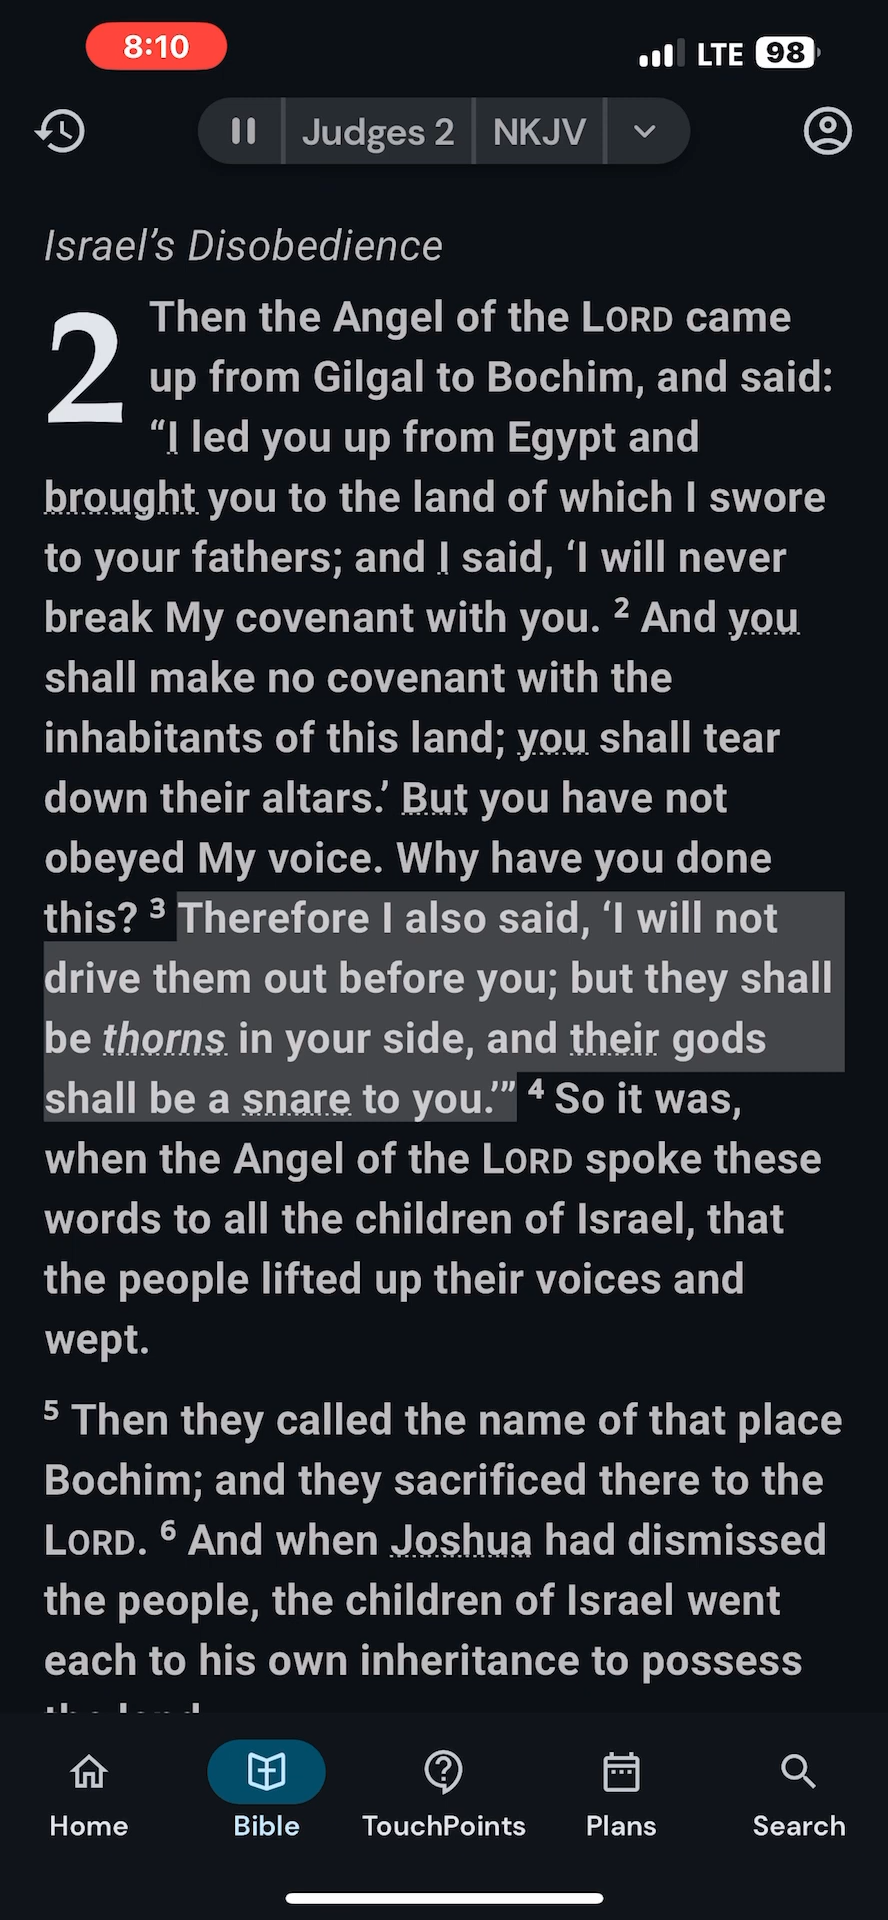 8:10
LTE 98
Judges 2 NKJV
Israel’s Disobedience
2 Then the Angel of the LORD came
up from Gilgal to Bochim, and said:
“I led you up from Egypt and
brought you to the land of which I swore
to your fathers; and I said, ‘I will never
break My covenant with you. 2 And you
shall make no covenant with the
inhabitants of this land; you shall tear
down their altars.’ But you have not
obeyed My voice. Why have you done
this? 3 Therefore I also said, ‘I will not
drive them out before you; but they shall
be thorns in your side, and their gods
shall be a snare to you.’” 4 So it was,
when the Angel of the LORD spoke these
words to all the children of Israel, that
the people lifted up their voices and
wept.
5 Then they called the name of that place
Bochim; and they sacrificed there to the
LORD. 6 And when Joshua had dismissed
the people, the children of Israel went
each to his own inheritance to possess
the land
Home Bible TouchPoints Plans Search